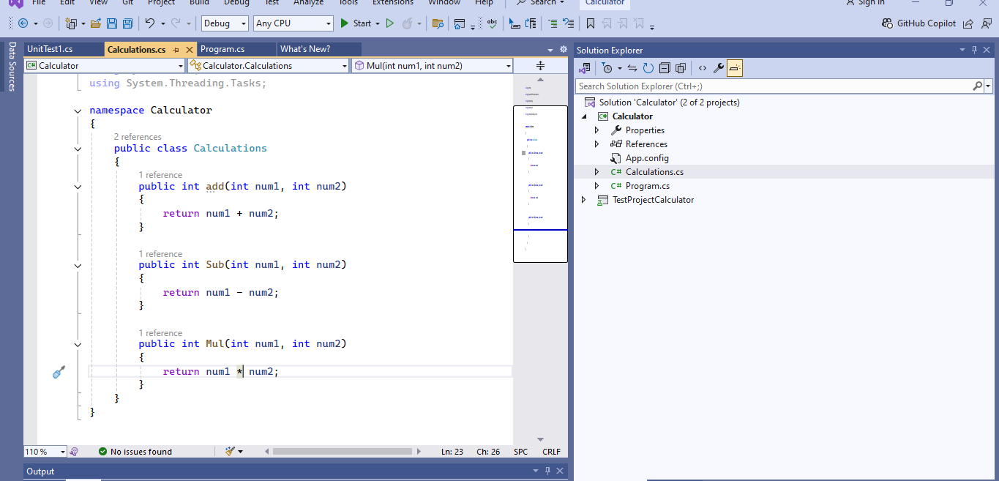 File Edit View Git Project Build Debug Test Analyze Tools Extensions Window Help Search Calculator Sign in
Debug Any CPU Start GitHub Copilot
Data Sources
UnitTest1.cs Calculations.cs Program.cs What's New?
C# Calculator Calculator.Calculations Mul(int num1, int num2)
using System.Threading.Tasks;
namespace Calculator
{
2 references
public class Calculations
{
1 reference
public int add(int num1, int num2)
{
return num1 + num2;
}
1 reference
public int Sub(int num1, int num2)
{
return num1 - num2;
}
1 reference
public int Mul(int num1, int num2)
{
return num1 * num2;
}
}
}
110 % No issues found Ln: 23 Ch: 26 SPC CRLF
Output
Solution Explorer
Search Solution Explorer (Ctrl+;)
Solution 'Calculator' (2 of 2 projects)
C# Calculator
Properties
References
App.config
C# Calculations.cs
C# Program.cs
TestProjectCalculator